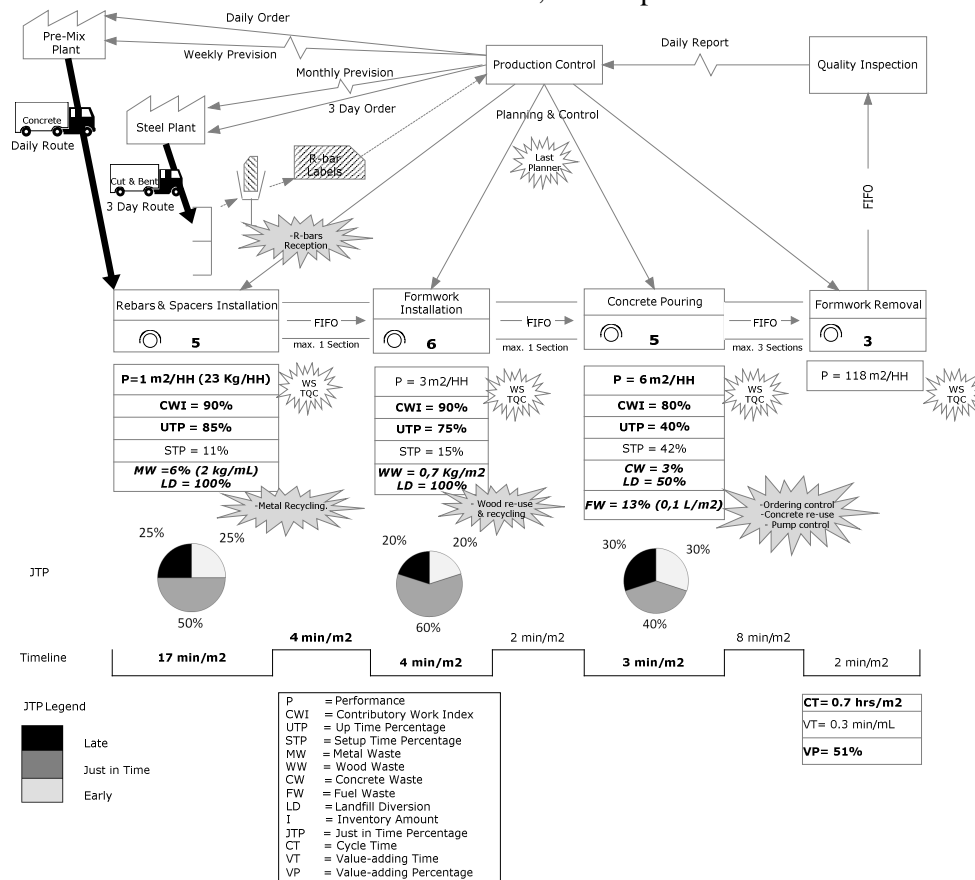 Daily Order
Pre-Mix
Plant
Weekly Prevision
Monthly Prevision
3 Day Order
Production Control
Daily Report
Quality Inspection
Concrete
Daily Route
Steel Plant
Cut & Bent
3 Day Route
R-bar
Labels
Planning & Control
Last
Planner
FIFO
-R-bars
Reception
Rebars & Spacers Installation
5
FIFO
max. 1 Section
Formwork
Installation
6
FIFO
max. 1 Section
Concrete Pouring
5
FIFO
max. 3 Sections
Formwork Removal
3
P=1 m2/HH (23 Kg/HH)
CWI = 90%
UTP = 85%
STP = 11%
MW =6% (2 kg/mL)
LD = 100%
WS
TQC
P = 3m2/HH
CWI = 90%
UTP = 75%
STP = 15%
WW = 0,7 Kg/m2
LD = 100%
WS
TQC
P = 6m2/HH
CWI = 80%
UTP = 40%
STP = 42%
CW = 3%
LD = 50%
FW = 13% (0,1 L/m2)
WS
TQC
P = 118 m2/HH
WS
TQC
-Metal Recycling.
- Wood re-use
& recycling
-Ordering control
-Concrete re-use
- Pump control
JTP
25%
25%
50%
20%
20%
60%
30%
30%
40%
Timeline
17 min/m2
4 min/m2
4 min/m2
2 min/m2
3 min/m2
8 min/m2
2 min/m2
JTP Legend
Late
Just in Time
Early
P = Performance
CWI = Contributory Work Index
UTP = Up Time Percentage
STP = Setup Time Percentage
MW = Metal Waste
WW = Wood Waste
CW = Concrete Waste
FW = Fuel Waste
LD = Landfill Diversion
I = Inventory Amount
JTP = Just in Time Percentage
CT = Cycle Time
VT = Value-adding Time
VP = Value-adding Percentage
CT= 0.7 hrs/m2
VT= 0.3 min/mL
VP= 51%